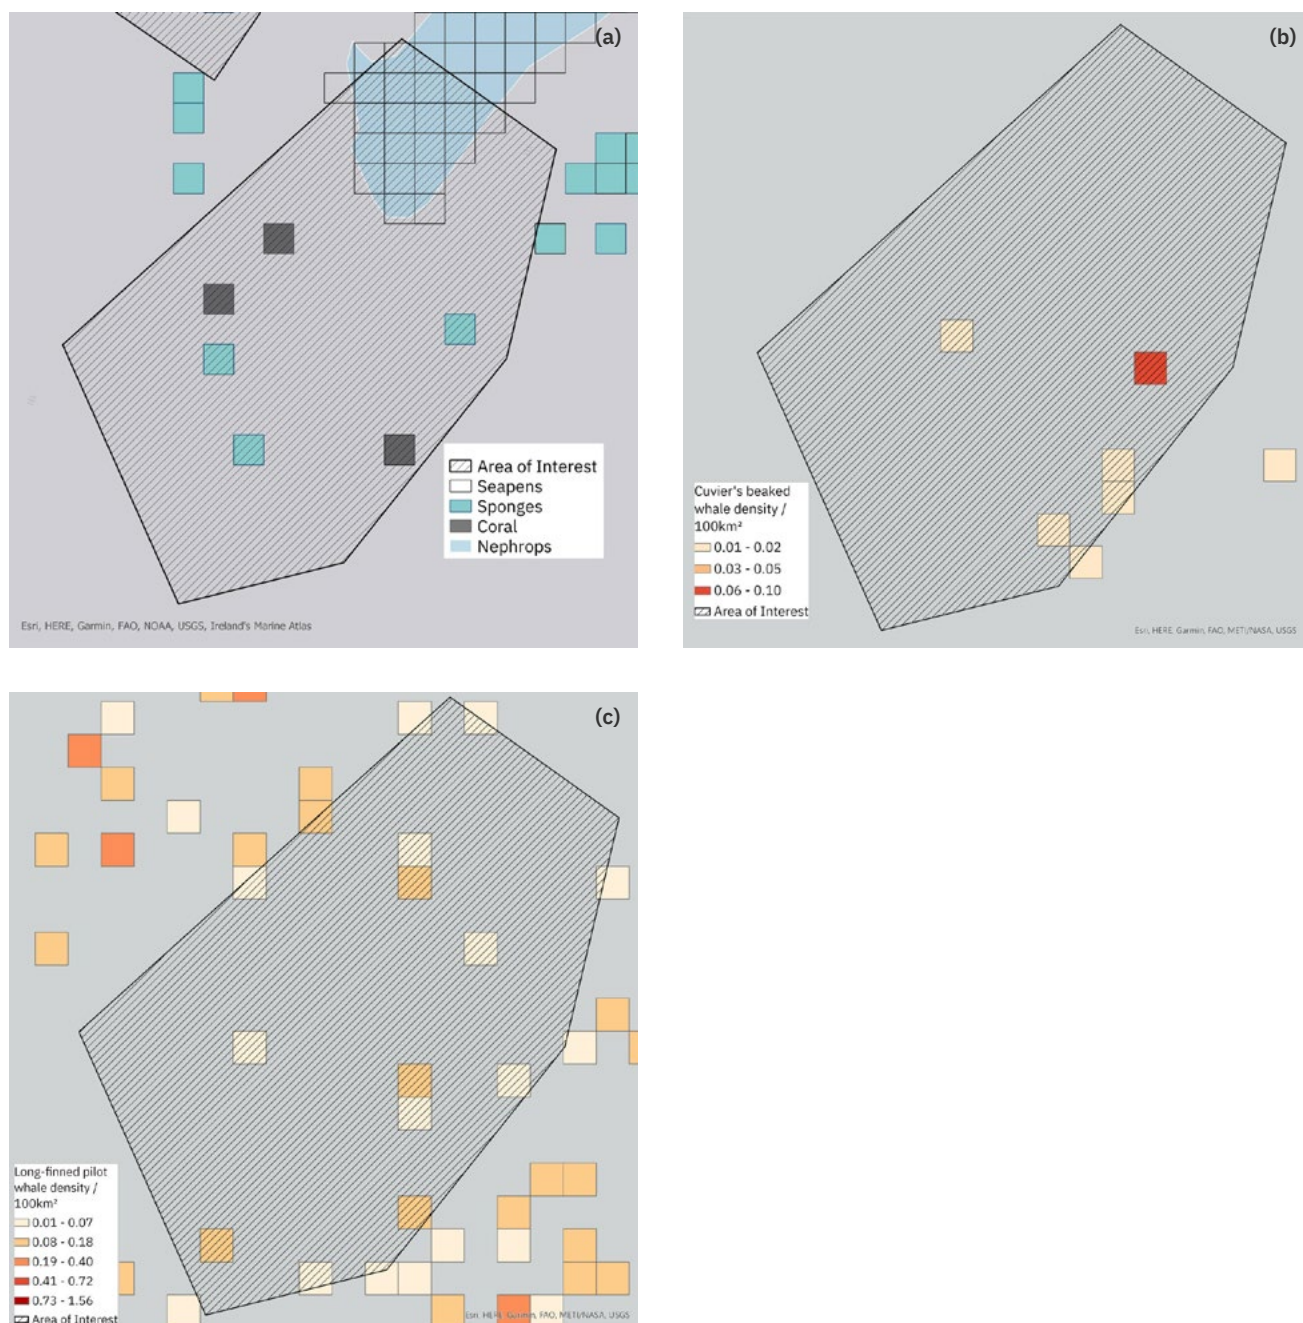 (a)
Area of Interest
Seapens
Sponges
Coral
Nephrops
Esri, HERE, Garmin, FAO, NOAA, USGS, Ireland's Marine Atlas
(b)
Cuvier's beaked
whale density /
100km²
0.01 - 0.02
0.03 - 0.05
0.06 - 0.10
Area of Interest
Esri, HERE, Garmin, FAO, METI/NASA, USGS
(c)
Long-finned pilot
whale density /
100km²
0.01 - 0.07
0.08 - 0.18
0.19 - 0.40
0.41 - 0.72
0.73 - 1.56
Area of Interest
Esri, HERE, Garmin, FAO, METI/NASA, USGS